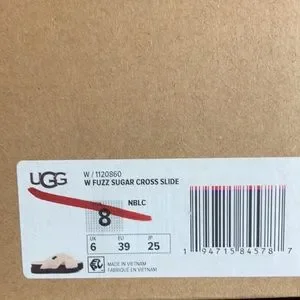 UGG
W / 1120860
W FUZZ SUGAR CROSS SLIDE
NBLC
8
UK EU JP
6 39 25
MADE IN VIETNAM
FABRIQUÉ EN VIETNAM
1 94715 84578 7